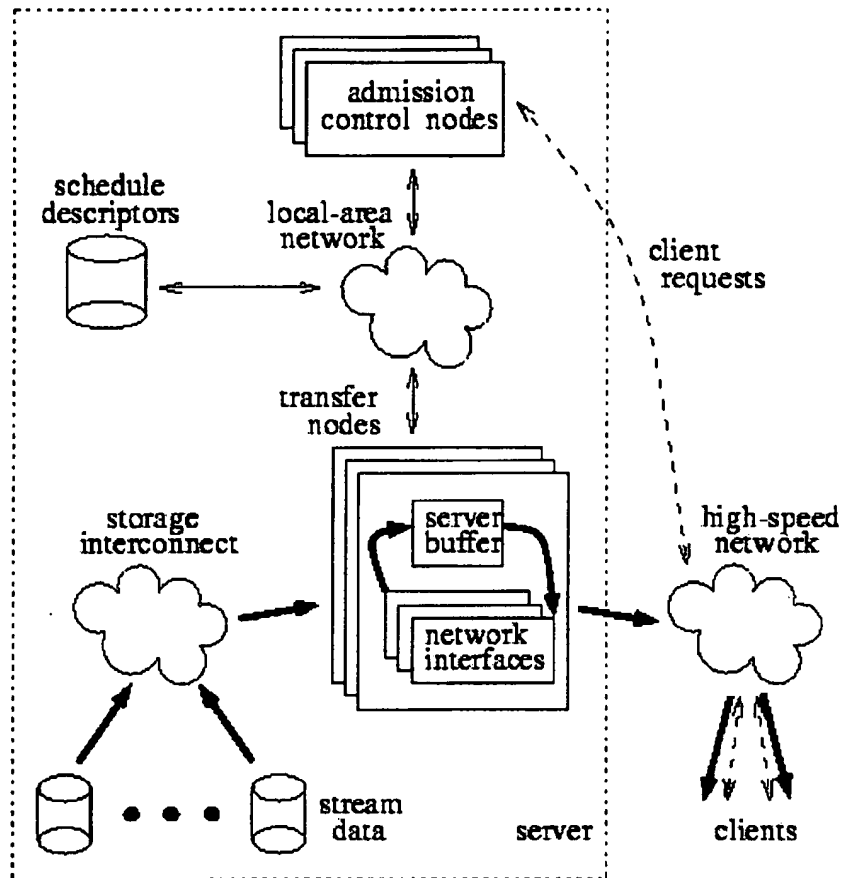 admission
control nodes
schedule
descriptors
local-area
network
client
requests
transfer
nodes
storage
interconnect
server
buffer
high-speed
network
network
interfaces
stream
data
server
clients